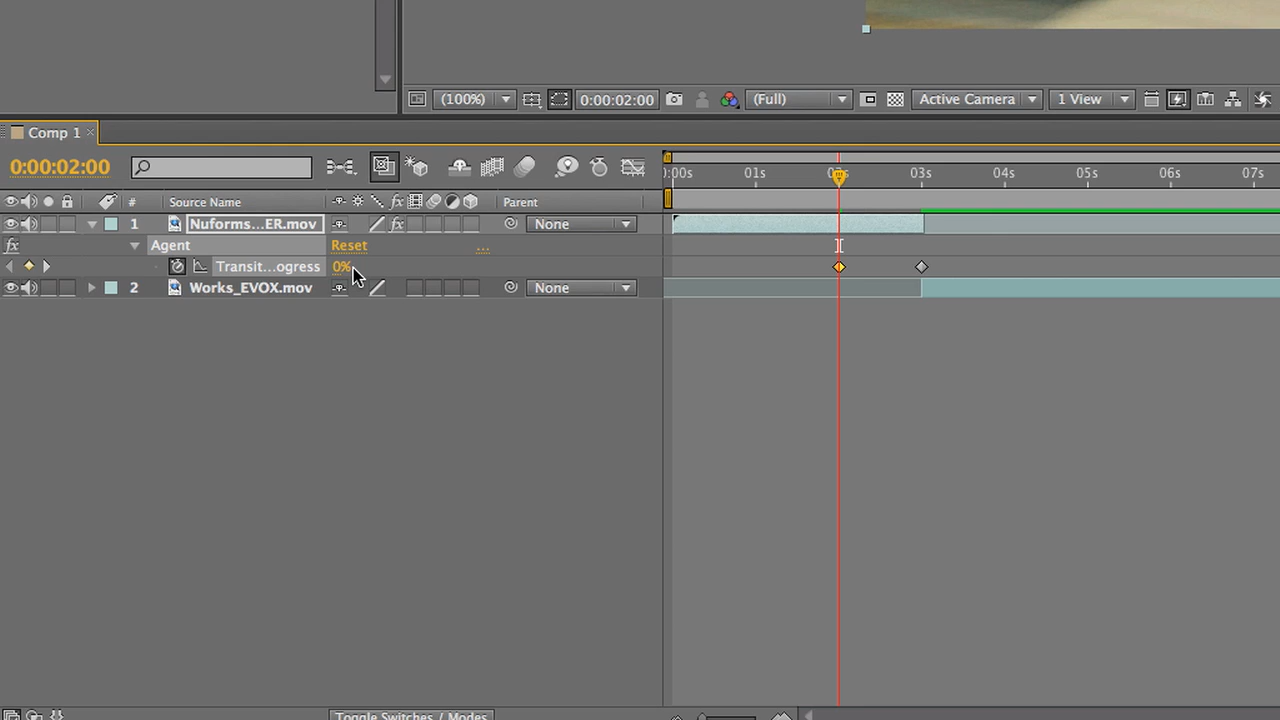 (100%) 0:00:02:00 (Full) Active Camera 1 View
Comp 1
0:00:02:00
:00s 01s 03s 04s 05s 06s 07s
# Source Name fx Parent
1 Nuforms...ER.mov fx None
fx Agent Reset ...
Transit...ogress 0%
2 Works_EVOX.mov None
Toggle Switches / Modes